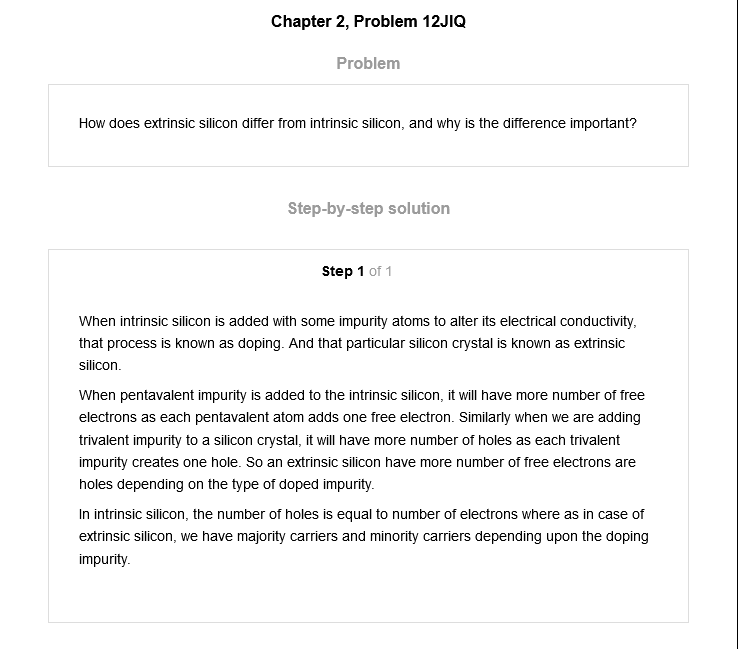 Chapter 2, Problem 12JIQ
Problem
How does extrinsic silicon differ from intrinsic silicon, and why is the difference important?
Step-by-step solution
Step 1 of 1
When intrinsic silicon is added with some impurity atoms to alter its electrical conductivity,
that process is known as doping. And that particular silicon crystal is known as extrinsic
silicon.
When pentavalent impurity is added to the intrinsic silicon, it will have more number of free
electrons as each pentavalent atom adds one free electron. Similarly when we are adding
trivalent impurity to a silicon crystal, it will have more number of holes as each trivalent
impurity creates one hole. So an extrinsic silicon have more number of free electrons are
holes depending on the type of doped impurity.
In intrinsic silicon, the number of holes is equal to number of electrons where as in case of
extrinsic silicon, we have majority carriers and minority carriers depending upon the doping
impurity.